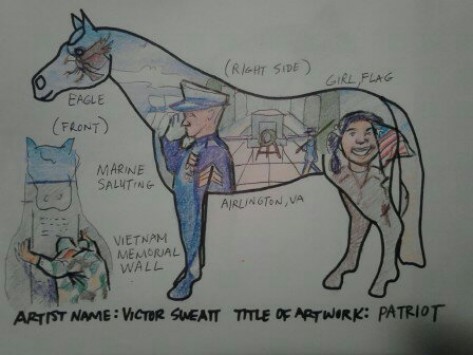 (RIGHT SIDE)
GIRL, FLAG
EAGLE
(FRONT)
MARINE
SALUTING
AIRLINGTON, VA
VIETNAM
MEMORIAL
WALL
ARTIST NAME: VICTOR SWEATT TITLE OF ARTWORK: PATRIOT